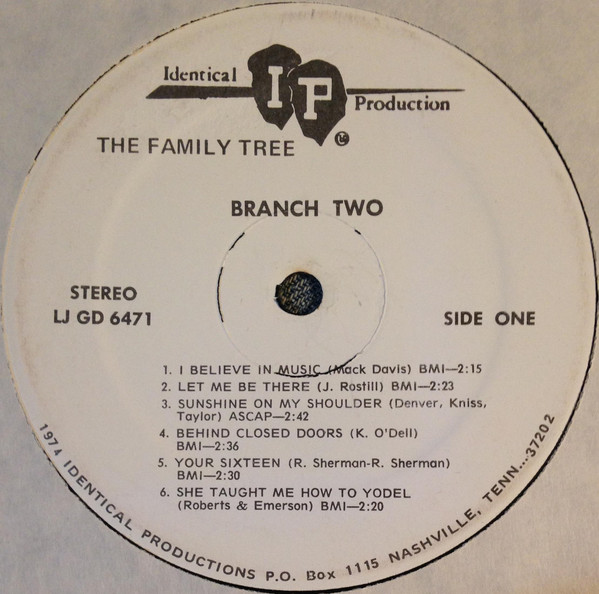 Identical IP Production
THE FAMILY TREE
BRANCH TWO
STEREO
LJ GD 6471
SIDE ONE
1. I BELIEVE IN MUSIC (Mack Davis) BMI—2:15
2. LET ME BE THERE (J. Rostill) BMI—2:23
3. SUNSHINE ON MY SHOULDER (Denver, Kniss,
Taylor) ASCAP—2:42
4. BEHIND CLOSED DOORS (K. O'Dell)
BMI—2:36
5. YOUR SIXTEEN (R. Sherman-R. Sherman)
BMI—2:30
6. SHE TAUGHT ME HOW TO YODEL
(Roberts & Emerson) BMI—2:20
1974 IDENTICAL PRODUCTIONS P.O. Box 1115 NASHVILLE, TENN...37202